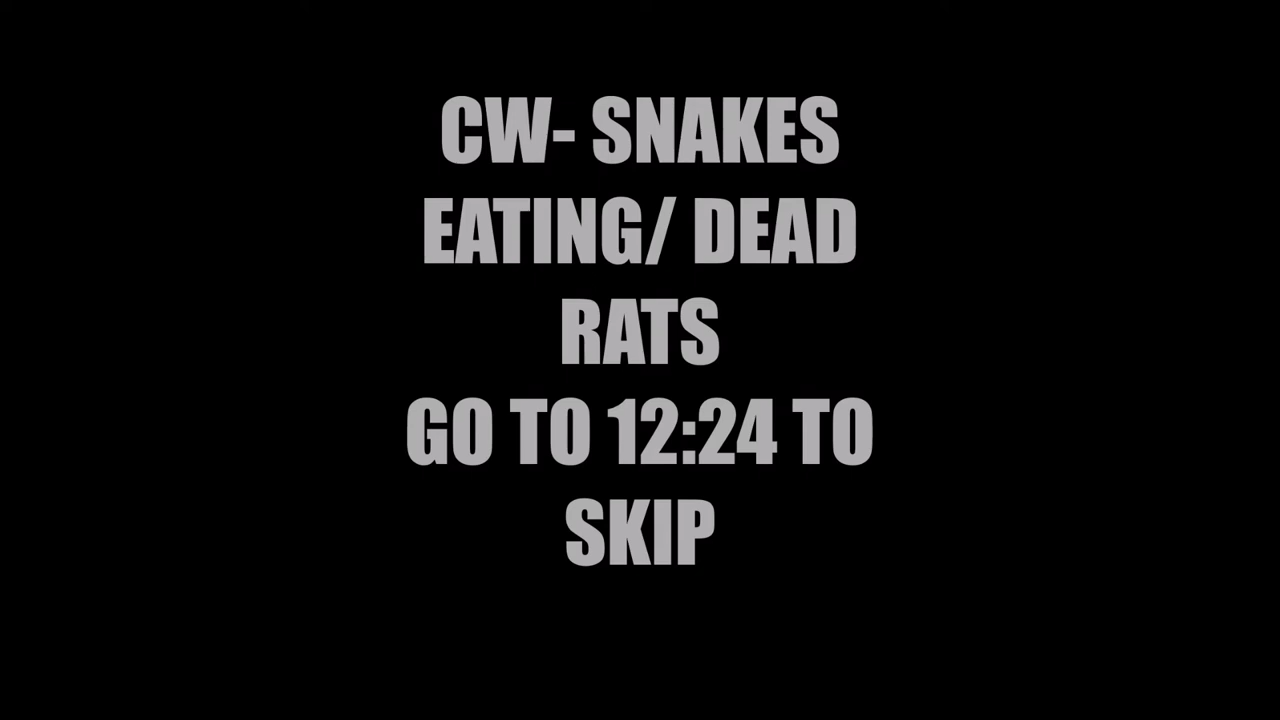 CW- SNAKES
EATING/ DEAD
RATS
GO TO 12:24 TO
SKIP